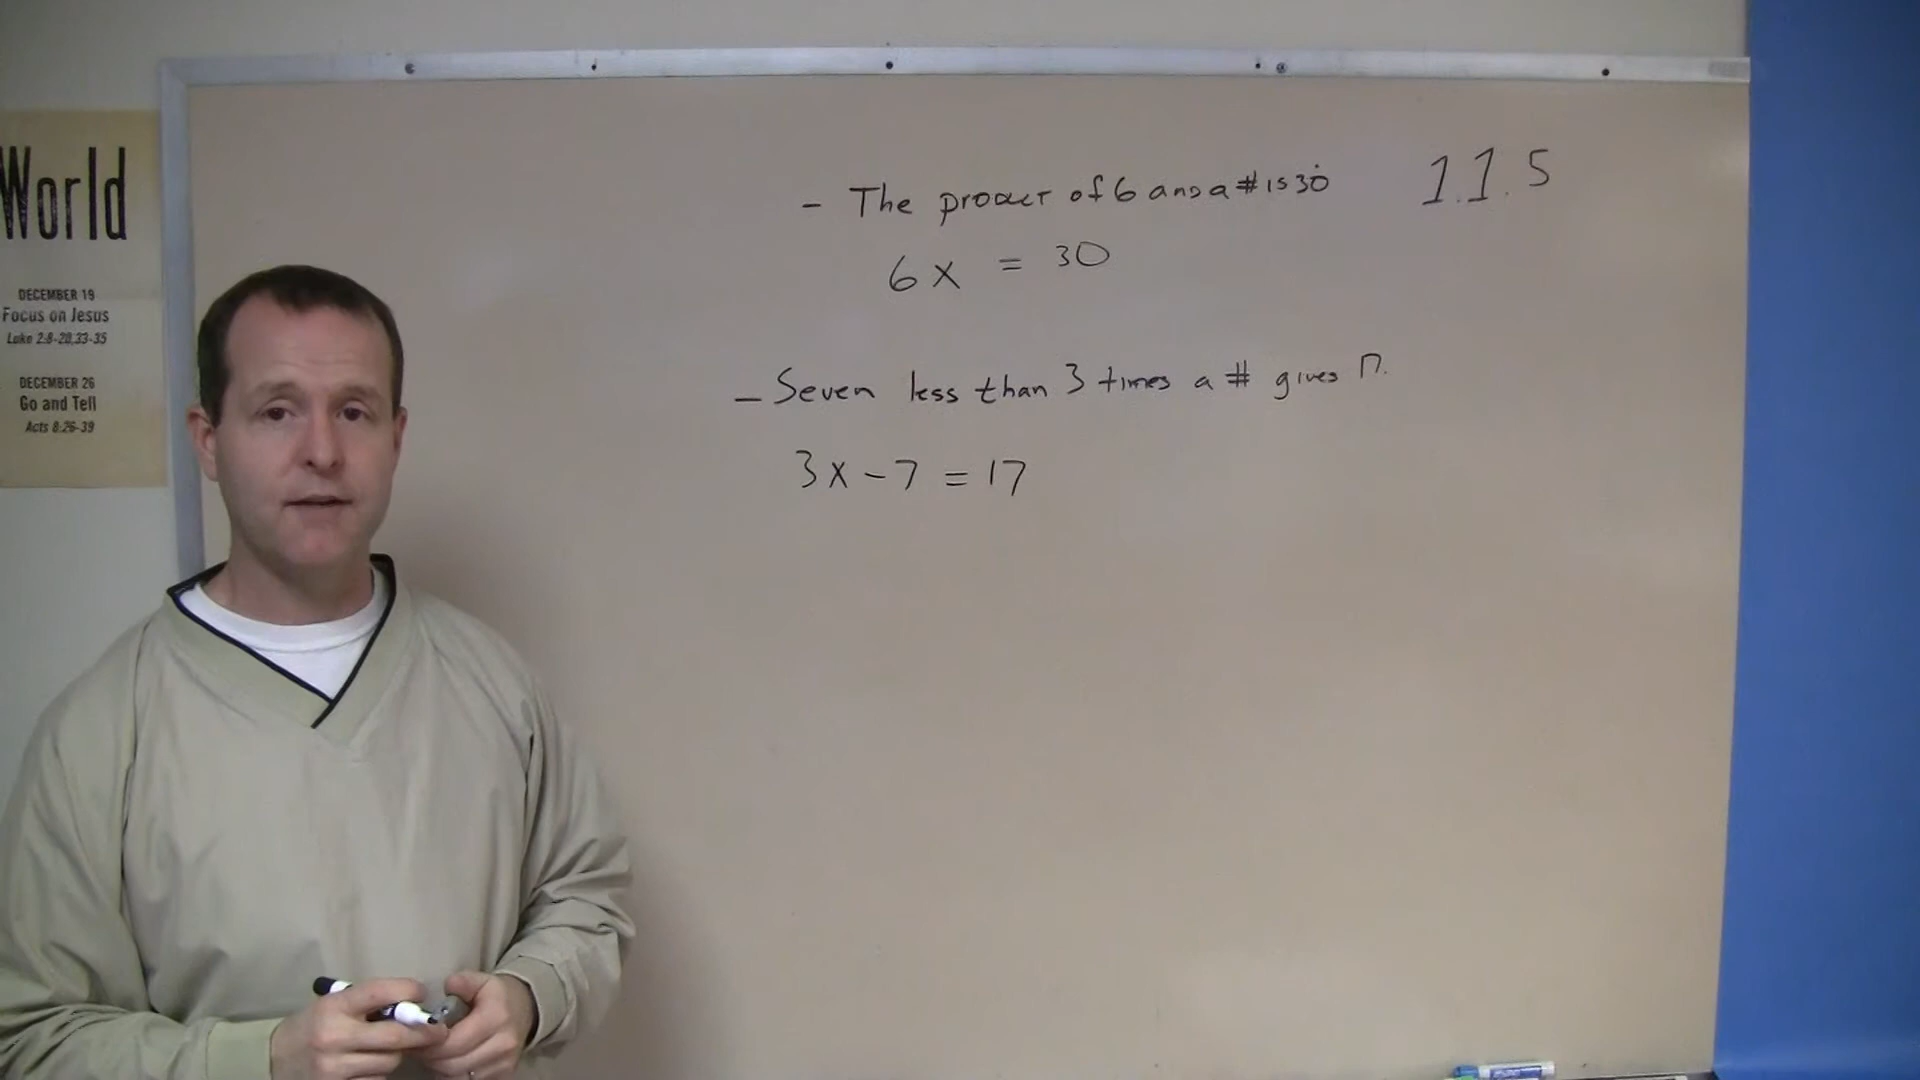 World
DECEMBER 19
Focus on Jesus
Luke 2:8-20,33-35
DECEMBER 26
Go and Tell
Acts 8:26-39
1.1.5
- The product of 6 and a # is 30
6x = 30
- Seven less than 3 times a # gives 17.
3x - 7 = 17